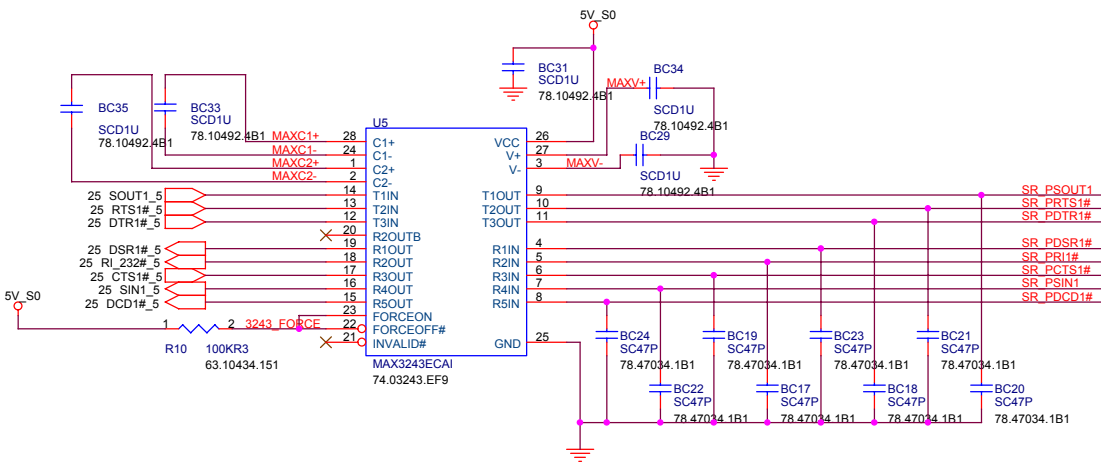 5V_S0
BC31
SCD1U
78.10492.4B1
BC34
SCD1U
78.10492.4B1
MAXV+
BC35
SCD1U
78.10492.4B1
BC33
SCD1U
78.10492.4B1
BC29
SCD1U
78.10492.4B1
MAXV-
U5
MAXC1+ 28 C1+
MAXC1- 24 C1-
MAXC2+ 1 C2+
MAXC2- 2 C2-
25 SOUT1_5 14 T1IN
25 RTS1#_5 13 T2IN
25 DTR1#_5 12 T3IN
20 R2OUTB
25 DSR1#_5 19 R1OUT
25 RI_232#_5 18 R2OUT
25 CTS1#_5 17 R3OUT
25 SIN1_5 16 R4OUT
25 DCD1#_5 15 R5OUT
23 FORCEON
3243_FORCE 22 FORCEOFF#
21 INVALID#
VCC 26
V+ 27
V- 3
T1OUT 9 SR_PSOUT1
T2OUT 10 SR_PRTS1#
T3OUT 11 SR_PDTR1#
R1IN 4 SR_PDSR1#
R2IN 5 SR_PRI1#
R3IN 6 SR_PCTS1#
R4IN 7 SR_PSIN1
R5IN 8 SR_PDCD1#
GND 25
MAX3243ECAI
74.03243.EF9
5V_S0
1 2
R10 100KR3
63.10434.151
BC24
SC47P
78.47034.1B1
BC19
SC47P
78.47034.1B1
BC23
SC47P
78.47034.1B1
BC21
SC47P
78.47034.1B1
BC22
SC47P
78.47034.1B1
BC17
SC47P
78.47034.1B1
BC18
SC47P
78.47034.1B1
BC20
SC47P
78.47034.1B1